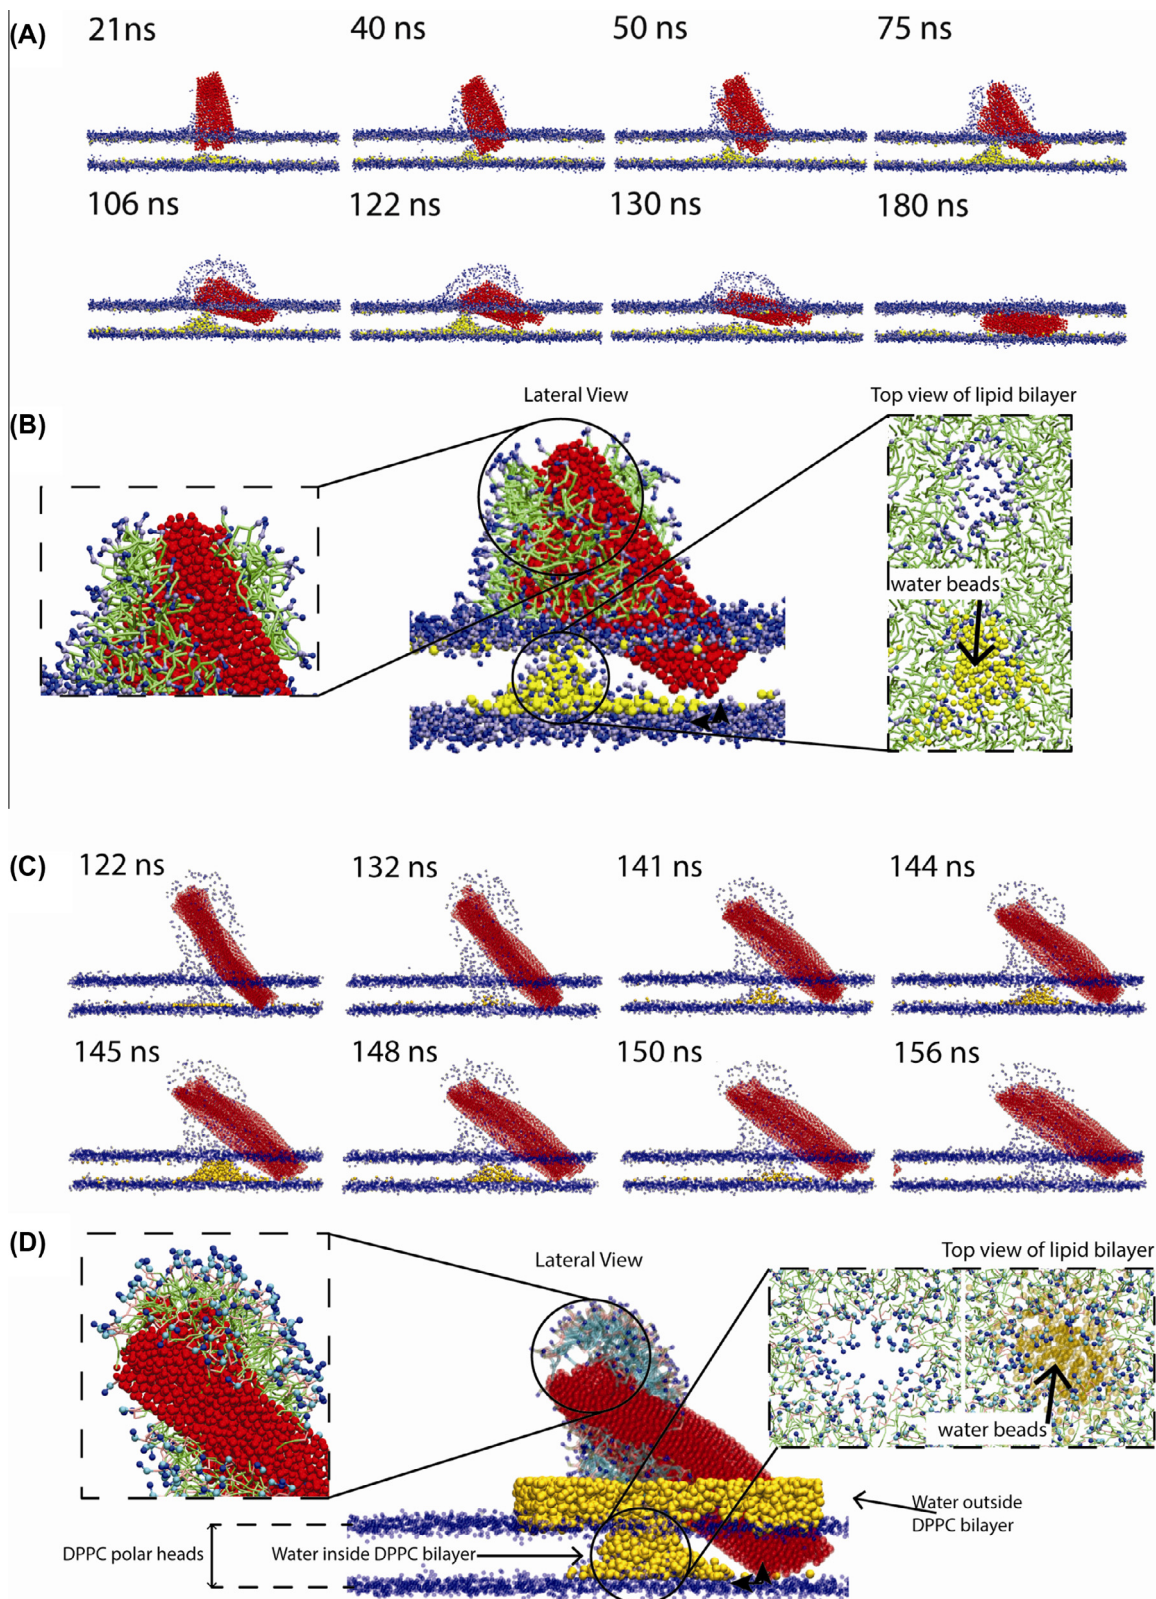 (A)
21ns
40 ns
50 ns
75 ns
106 ns
122 ns
130 ns
180 ns
(B)
Lateral View
Top view of lipid bilayer
water beads
(C)
122 ns
132 ns
141 ns
144 ns
145 ns
148 ns
150 ns
156 ns
(D)
Lateral View
Top view of lipid bilayer
water beads
Water outside
DPPC bilayer
DPPC polar heads
Water inside DPPC bilayer